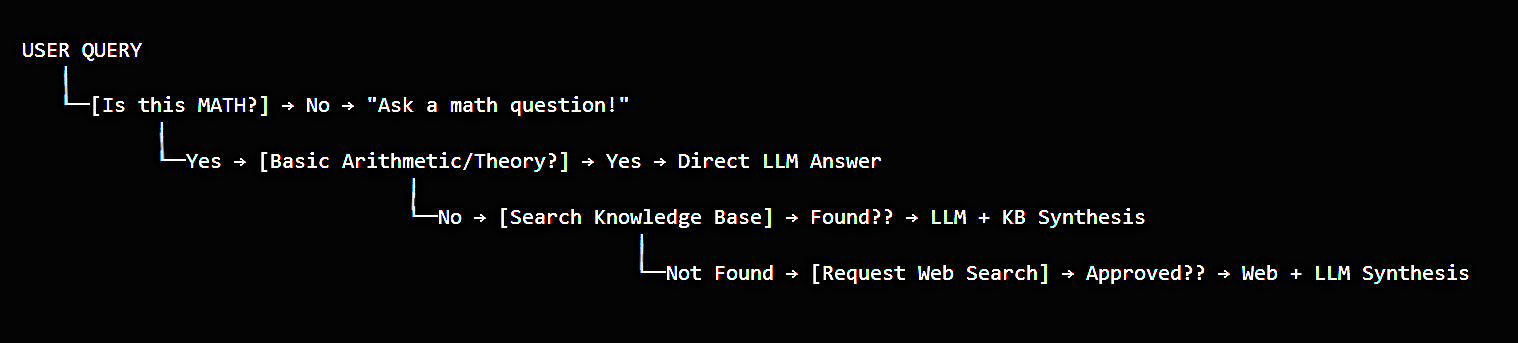 USER QUERY
[Is this MATH?] → No → "Ask a math question!"
Yes → [Basic Arithmetic/Theory?] → Yes → Direct LLM Answer
No → [Search Knowledge Base] → Found?? → LLM + KB Synthesis
Not Found → [Request Web Search] → Approved?? → Web + LLM Synthesis